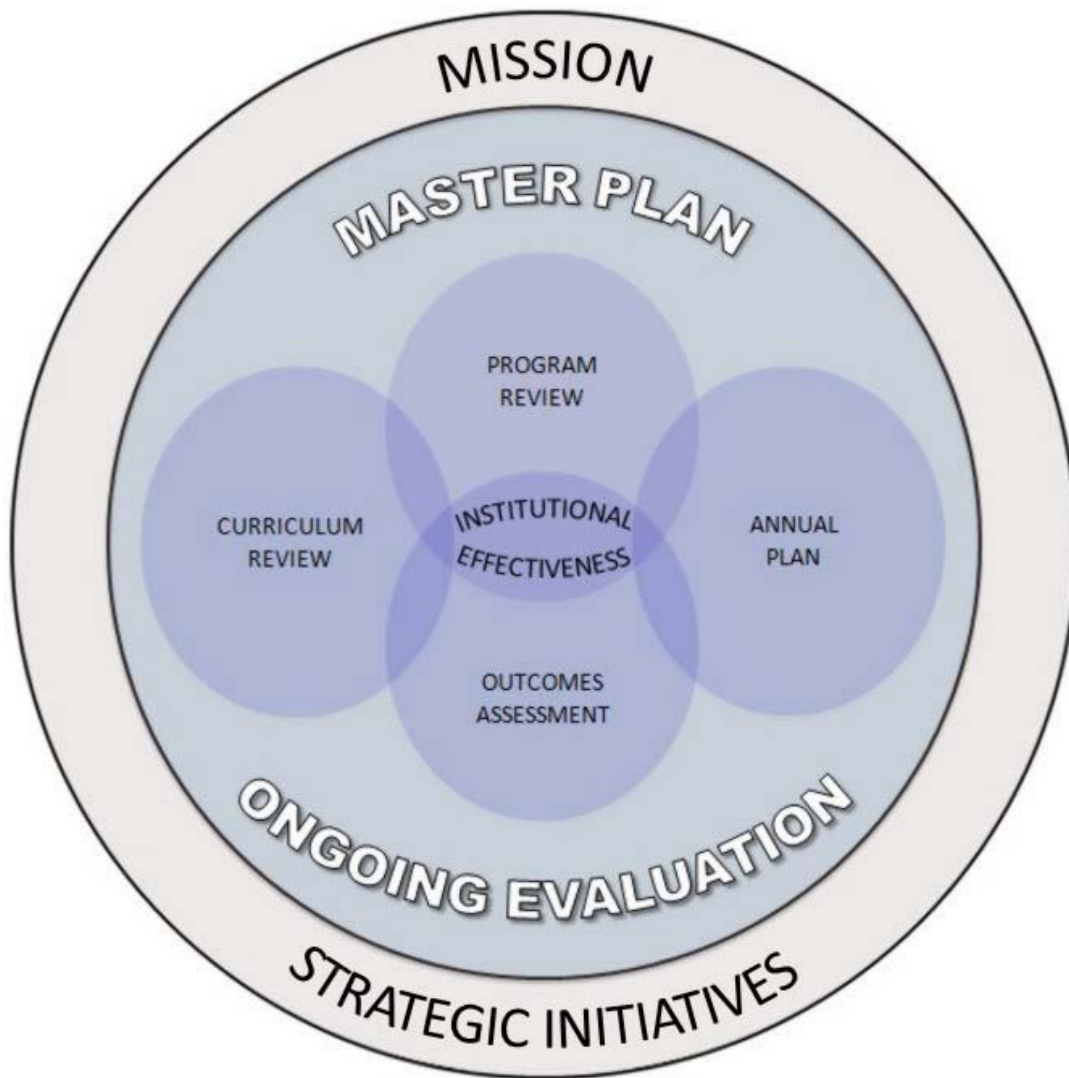 MISSION
MASTER PLAN
PROGRAM
REVIEW
CURRICULUM
REVIEW
INSTITUTIONAL
EFFECTIVENESS
ANNUAL
PLAN
OUTCOMES
ASSESSMENT
ONGOING EVALUATION
STRATEGIC INITIATIVES